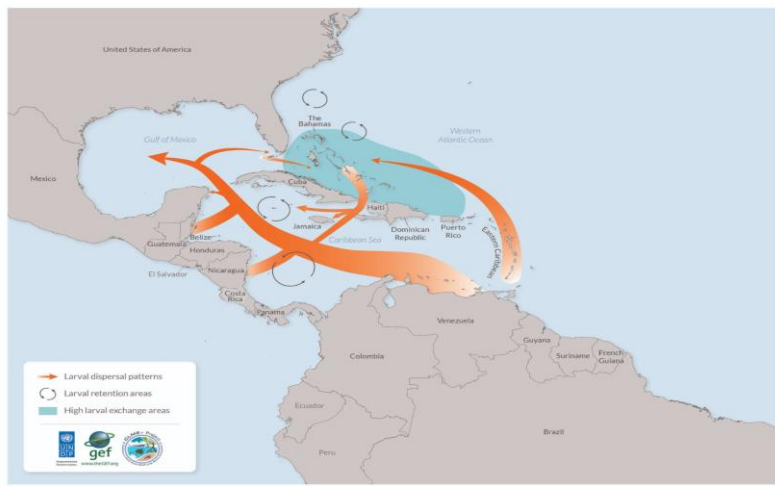 United States of America
The
Bahamas
Gulf of Mexico
Western
Atlantic Ocean
Mexico
Cuba
Haiti
Jamaica
Dominican
Republic
Puerto
Rico
Eastern Caribbean
Belize
Caribbean Sea
Guatemala
Honduras
El Salvador
Nicaragua
Costa
Rica
Panama
Venezuela
Guyana
Suriname
French
Guiana
Colombia
Ecuador
Peru
Brazil
Larval dispersal patterns
Larval retention areas
High larval exchange areas
UN
DP
gef
www.theGEF.org